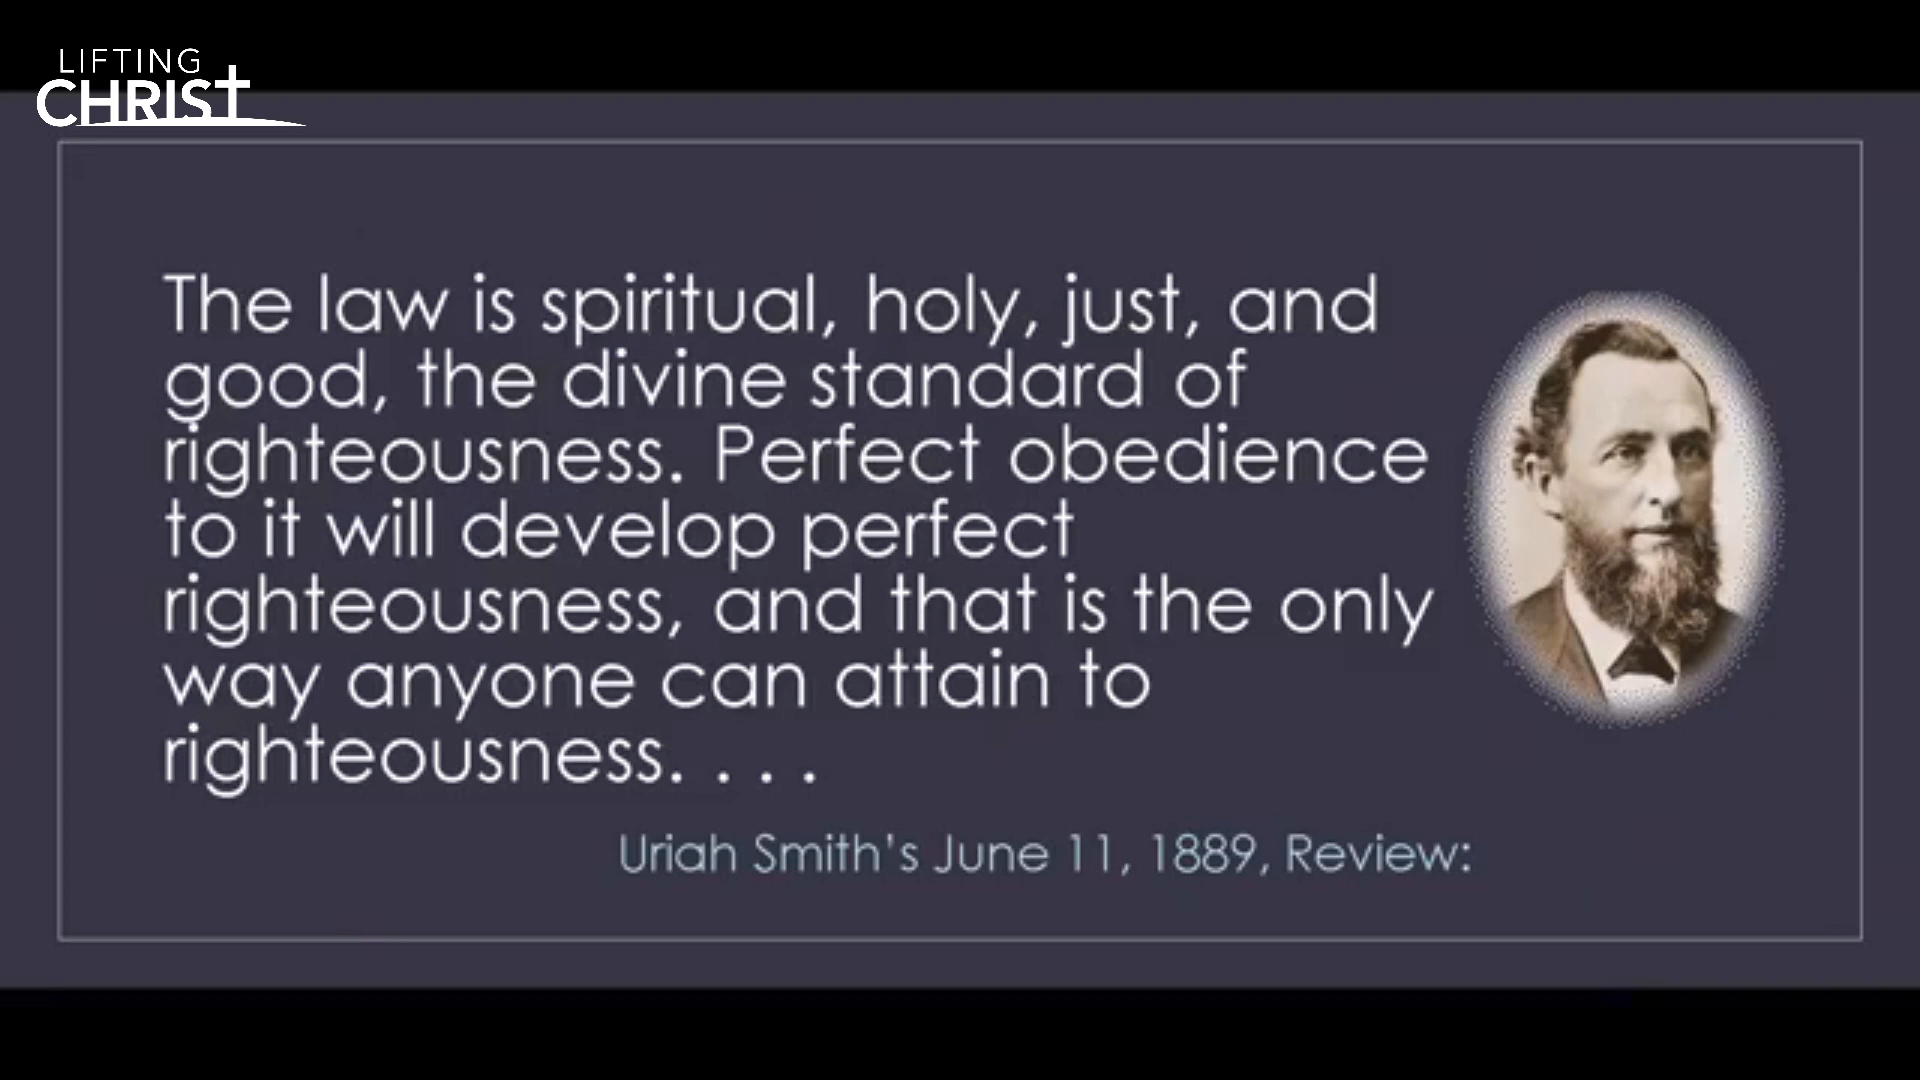 LIFTING
CHRIST
The law is spiritual, holy, just, and
good, the divine standard of
righteousness. Perfect obedience
to it will develop perfect
righteousness, and that is the only
way anyone can attain to
righteousness. . . .
Uriah Smith's June 11, 1889, Review: